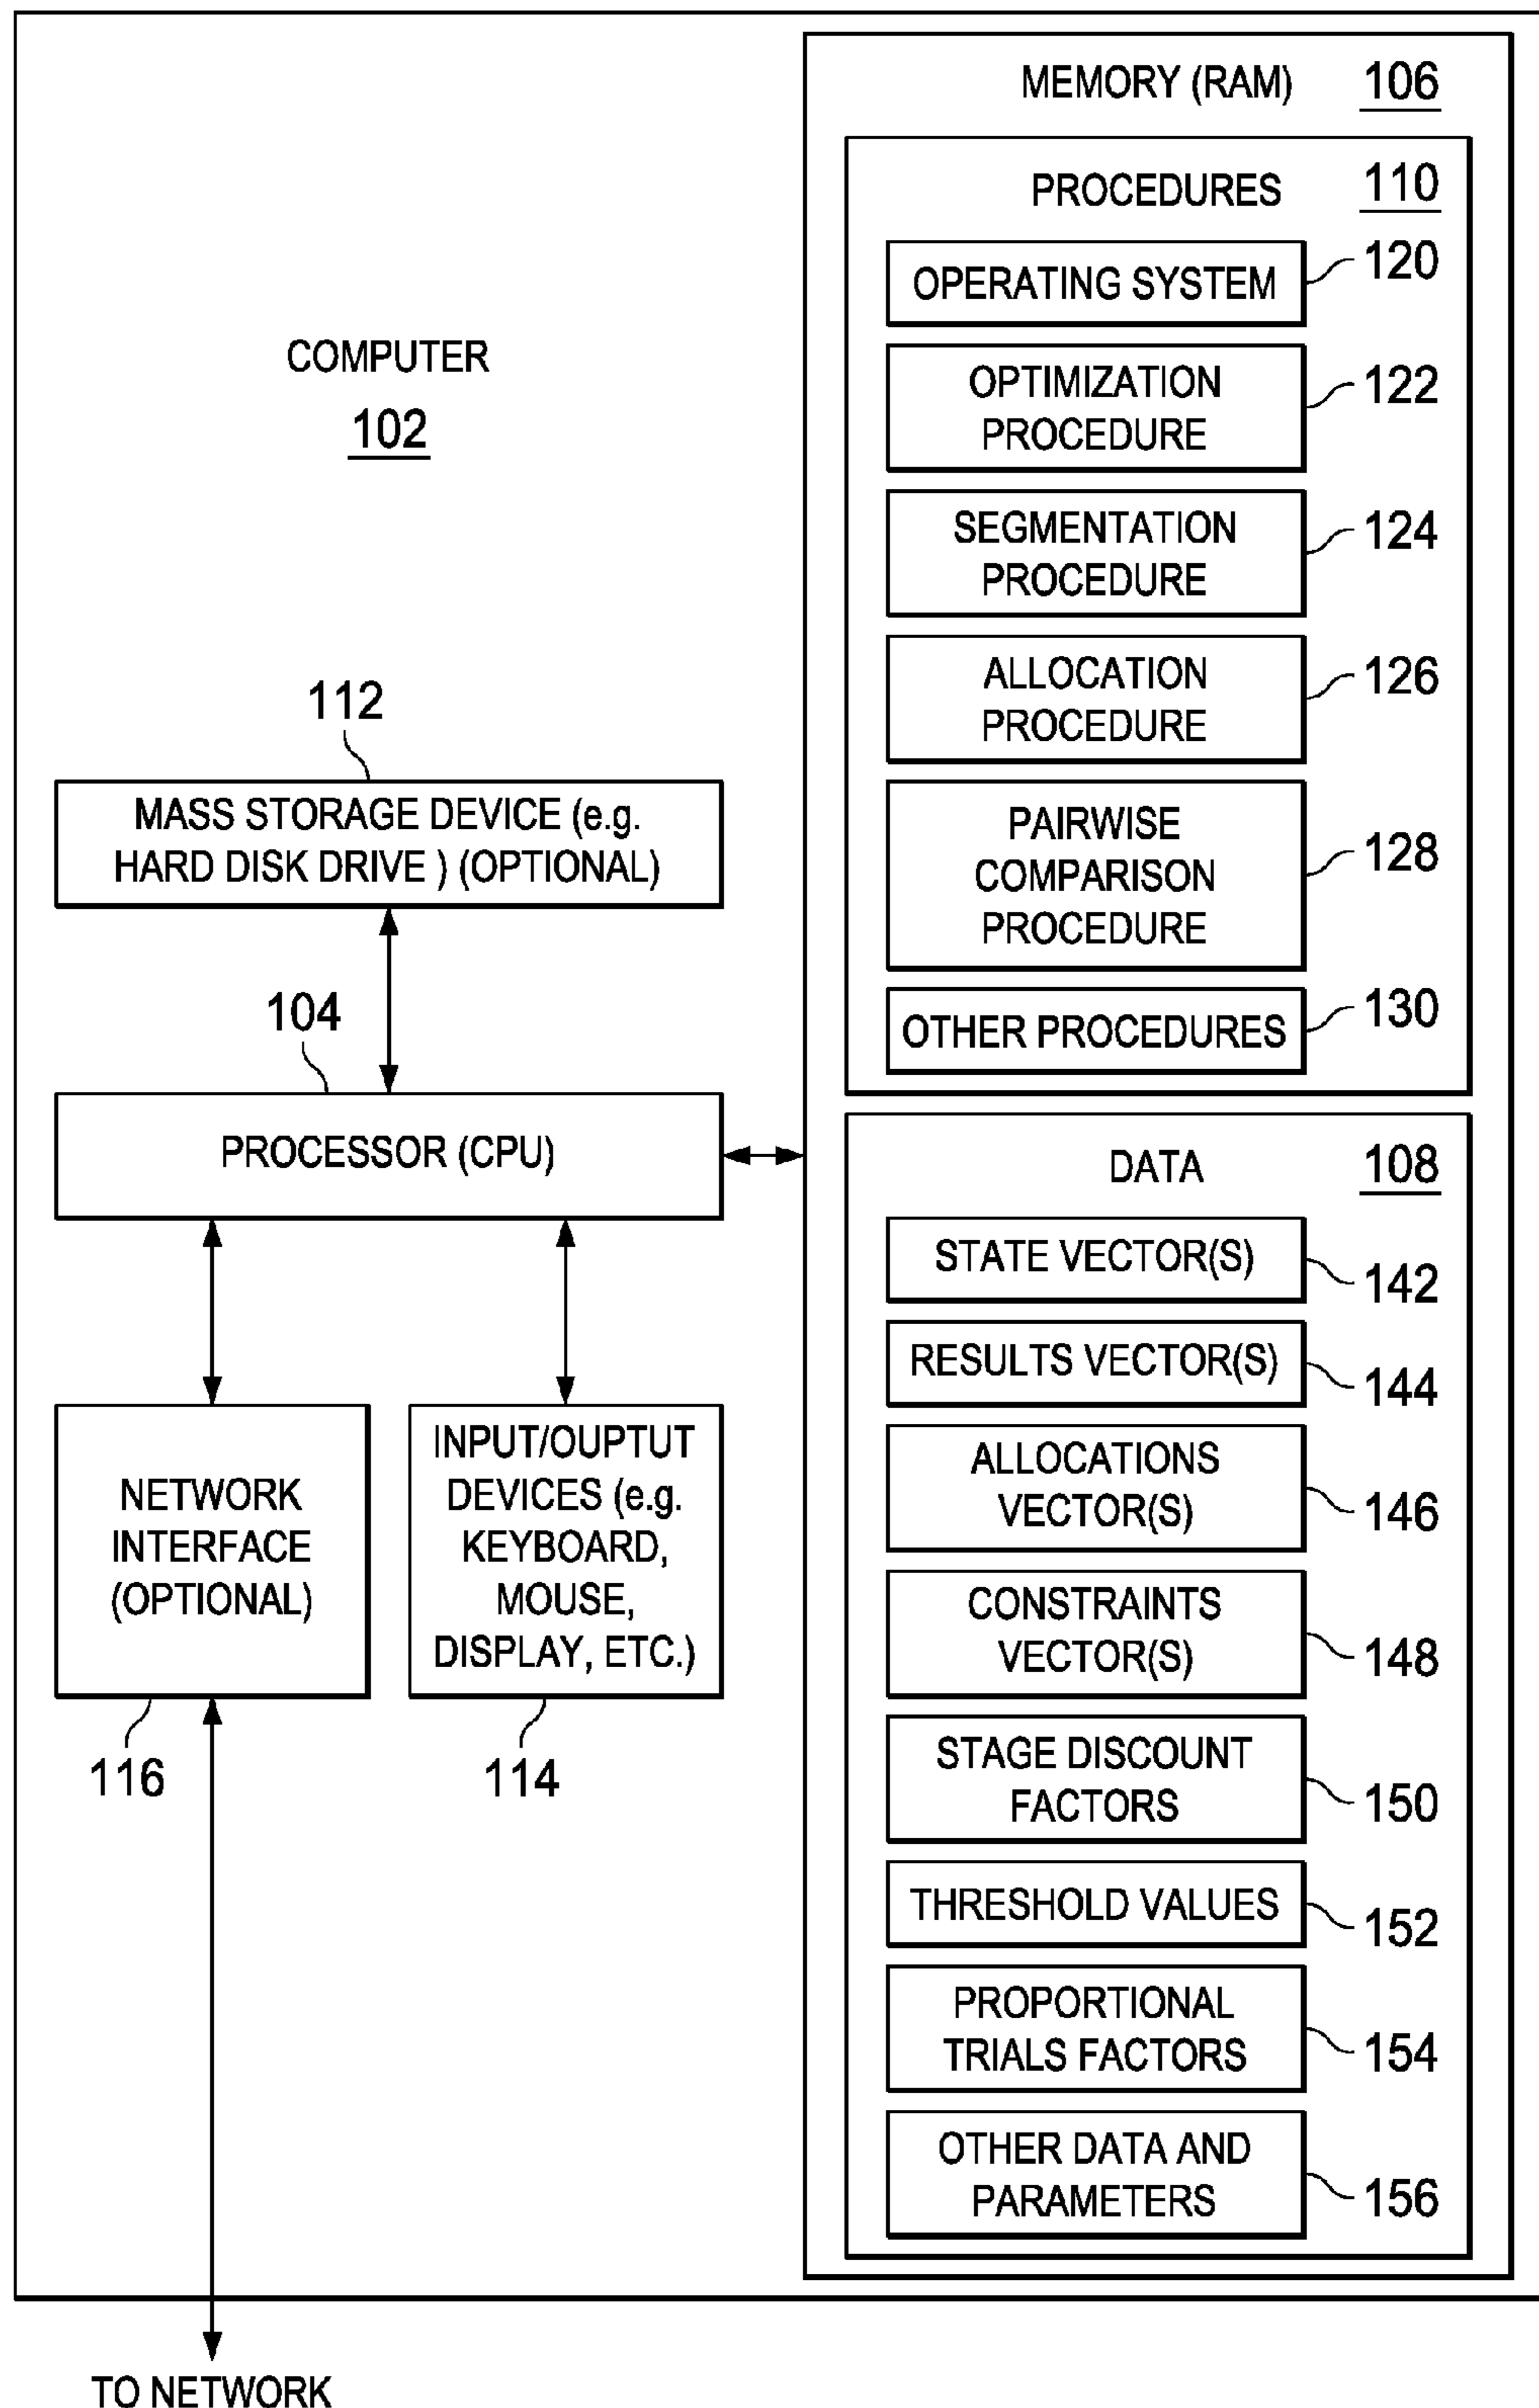 COMPUTER
102
112
MASS STORAGE DEVICE (e.g.
HARD DISK DRIVE ) (OPTIONAL)
104
PROCESSOR (CPU)
NETWORK
INTERFACE
(OPTIONAL)
116
INPUT/OUPTUT
DEVICES (e.g.
KEYBOARD,
MOUSE,
DISPLAY, ETC.)
114
TO NETWORK
MEMORY (RAM) 106
PROCEDURES 110
OPERATING SYSTEM 120
OPTIMIZATION
PROCEDURE
122
SEGMENTATION
PROCEDURE
124
ALLOCATION
PROCEDURE
126
PAIRWISE
COMPARISON
PROCEDURE
128
OTHER PROCEDURES 130
DATA 108
STATE VECTOR(S) 142
RESULTS VECTOR(S) 144
ALLOCATIONS
VECTOR(S)
146
CONSTRAINTS
VECTOR(S)
148
STAGE DISCOUNT
FACTORS
150
THRESHOLD VALUES 152
PROPORTIONAL
TRIALS FACTORS
154
OTHER DATA AND
PARAMETERS
156